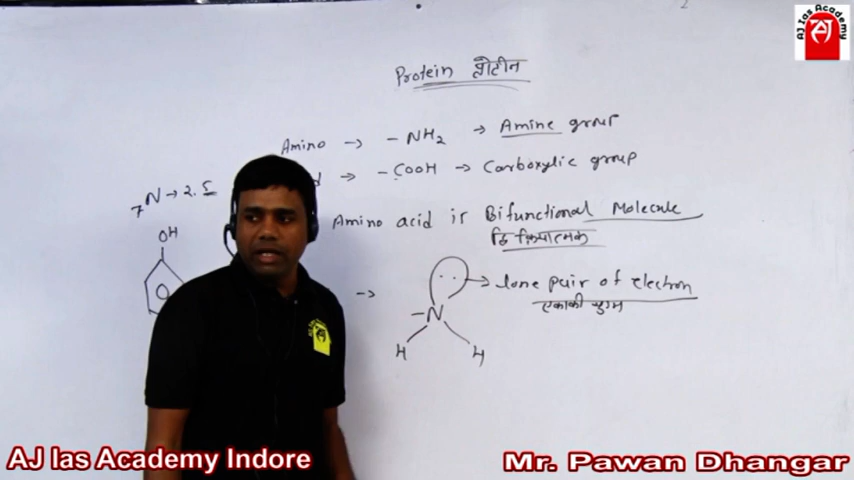 AJ Ias Academy
AJ
Protein प्रोटीन
Amino → - NH2 → Amine group
d → - COOH → Carboxylic group
7N → 2.5
Amino acid is Bifunctional Molecule
द्वि क्रियात्मक
OH
→ .. → lone pair of electron
एकाकी युग्म
- N
H H
AJ Ias Academy Indore
Mr. Pawan Dhangar